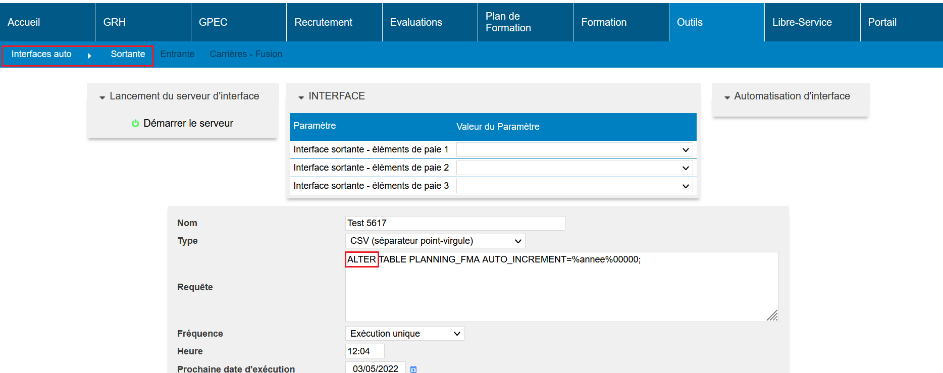 Accueil GRH GPEC Recrutement Evaluations Plan de Formation Formation Outils Libre-Service Portail
Interfaces auto Sortante Entrante Carrières - Fusion
Lancement du serveur d'interface
Démarrer le serveur
INTERFACE
Paramètre Valeur du Paramètre
Interface sortante - éléments de paie 1
Interface sortante - éléments de paie 2
Interface sortante - éléments de paie 3
Automatisation d'interface
Nom Test 5617
Type CSV (séparateur point-virgule)
Requête ALTER TABLE PLANNING_FMA AUTO_INCREMENT=%annee%00000;
Fréquence Exécution unique
Heure 12:04
Prochaine date d'exécution 03/05/2022